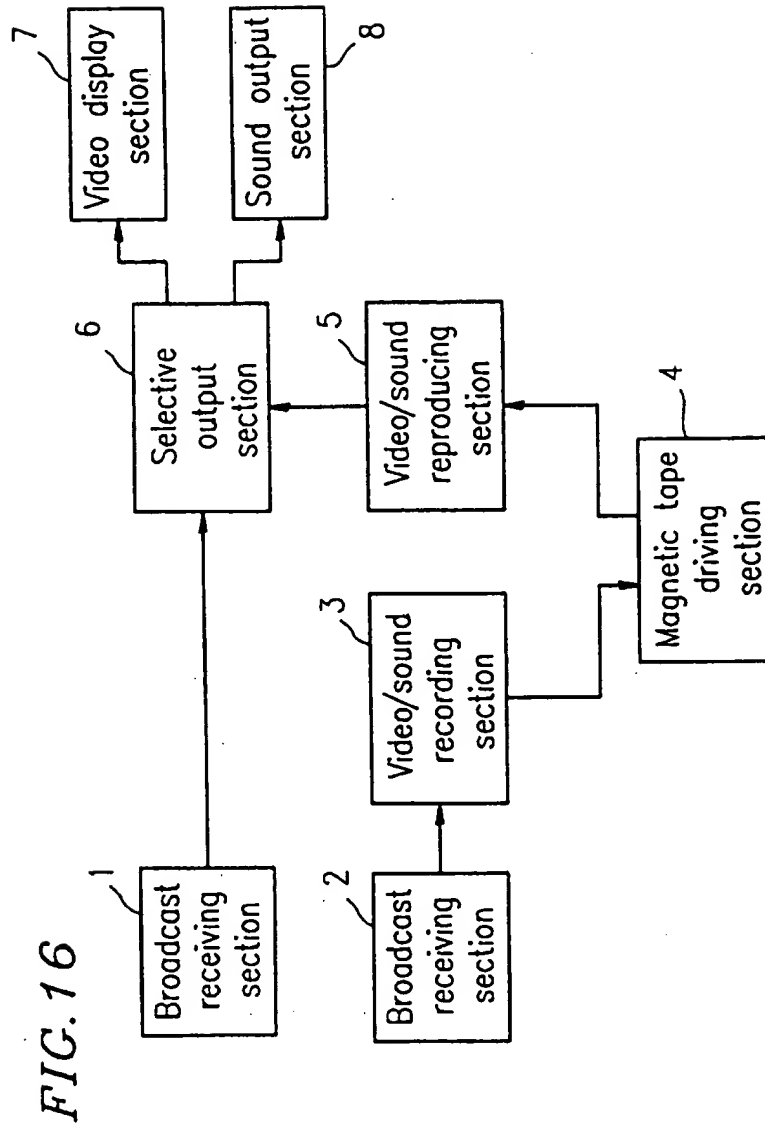 FIG.16
1
Broadcast
receiving
section
2
Broadcast
receiving
section
3
Video/sound
recording
section
4
Magnetic tape
driving
section
5
Video/sound
reproducing
section
6
Selective
output
section
7
Video display
section
8
Sound output
section